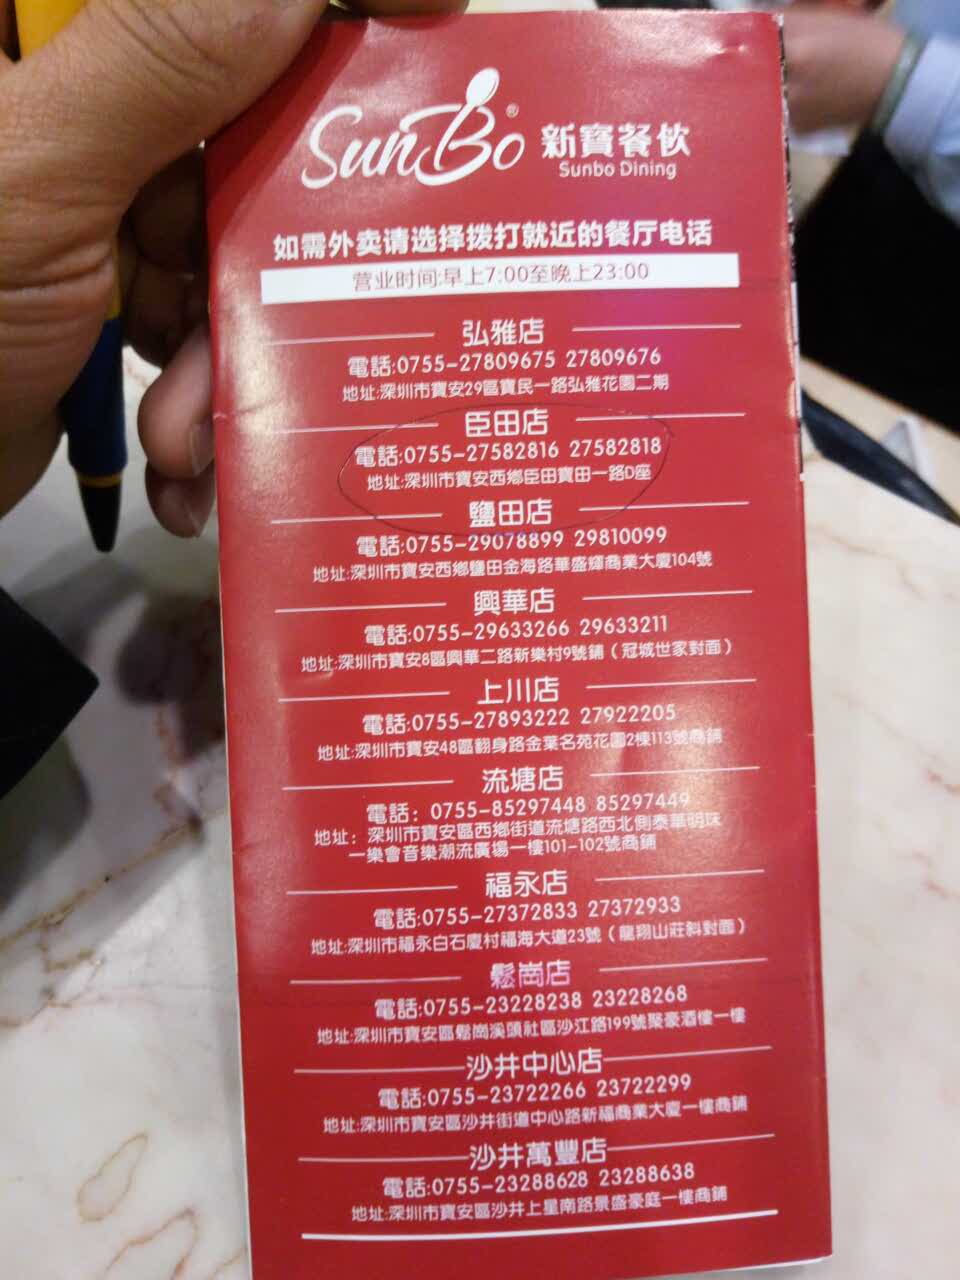 SunBo® 新寶餐飲
Sunbo Dining
如需外卖请选择拨打就近的餐厅电话
营业时间:早上7:00至晚上23:00
弘雅店
電話:0755-27809675 27809676
地址:深圳市寶安29區寶民一路弘雅花園二期
臣田店
電話:0755-27582816 27582818
地址:深圳市寶安西鄉臣田寶田一路D座
鹽田店
電話:0755-29078899 29810099
地址:深圳市寶安西鄉鹽田金海路華盛輝商業大廈104號
興華店
電話:0755-29633266 29633211
地址:深圳市寶安8區興華二路新樂村9號鋪（冠城世家對面）
上川店
電話:0755-27893222 27922205
地址:深圳市寶安48區翻身路金葉名苑花園2棟113號商鋪
流塘店
電話：0755-85297448 85297449
地址：深圳市寶安區西鄉街道流塘路西北側泰華明珠
一樂會音樂潮流廣場一樓101-102號商鋪
福永店
電話:0755-27372833 27372933
地址:深圳市福永白石廈村福海大道23號（龍翔山莊斜對面）
鬆崗店
電話:0755-23228238 23228268
地址:深圳市寶安區鬆崗溪頭社區沙江路199號聚豪酒樓一樓
沙井中心店
電話:0755-23722266 23722299
地址:深圳市寶安區沙井街道中心路新福商業大廈一樓商鋪
沙井萬豐店
電話:0755-23288628 23288638
地址:深圳市寶安區沙井上星南路景盛豪庭一樓商鋪